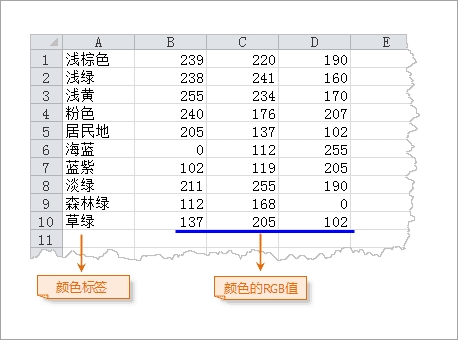 A B C D E
1 浅棕色 239 220 190
2 浅绿 238 241 160
3 浅黄 255 234 170
4 粉色 240 176 207
5 居民地 205 137 102
6 海蓝 0 112 255
7 蓝紫 102 119 205
8 淡绿 211 255 190
9 森林绿 112 168 0
10 草绿 137 205 102
11
颜色标签 颜色的RGB值